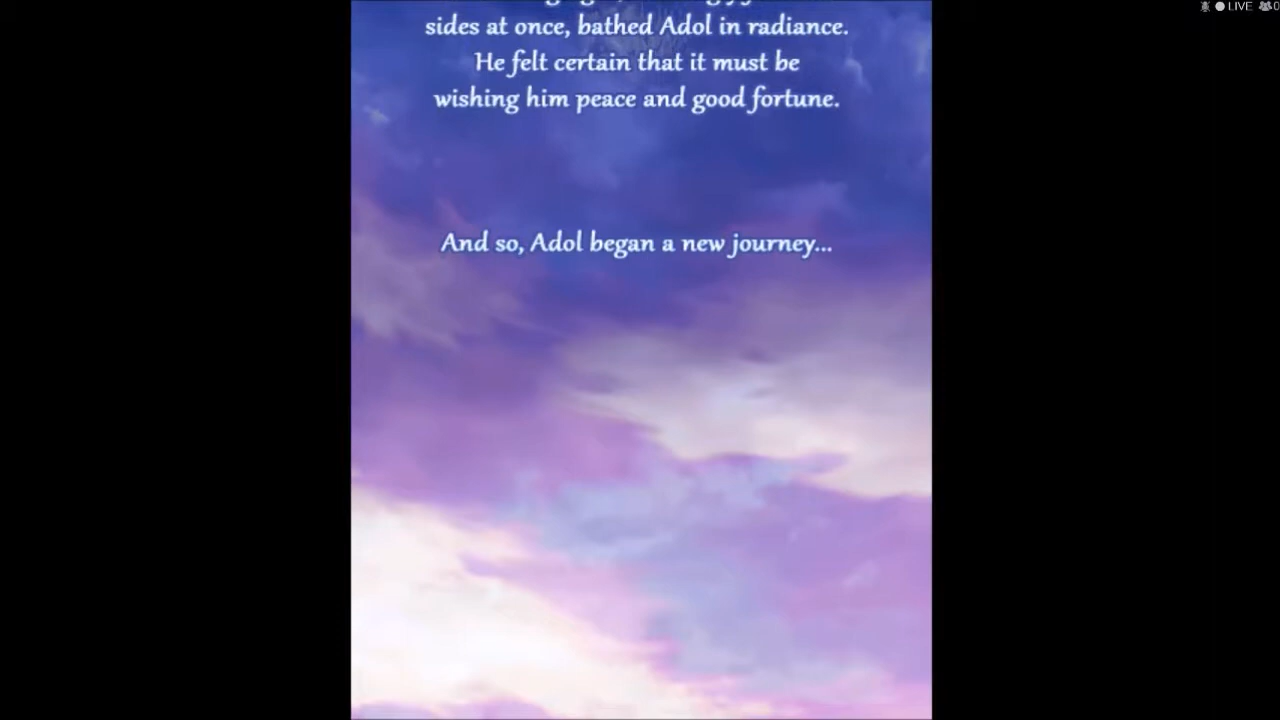 sides at once, bathed Adol in radiance.
He felt certain that it must be
wishing him peace and good fortune.
And so, Adol began a new journey...
LIVE 0